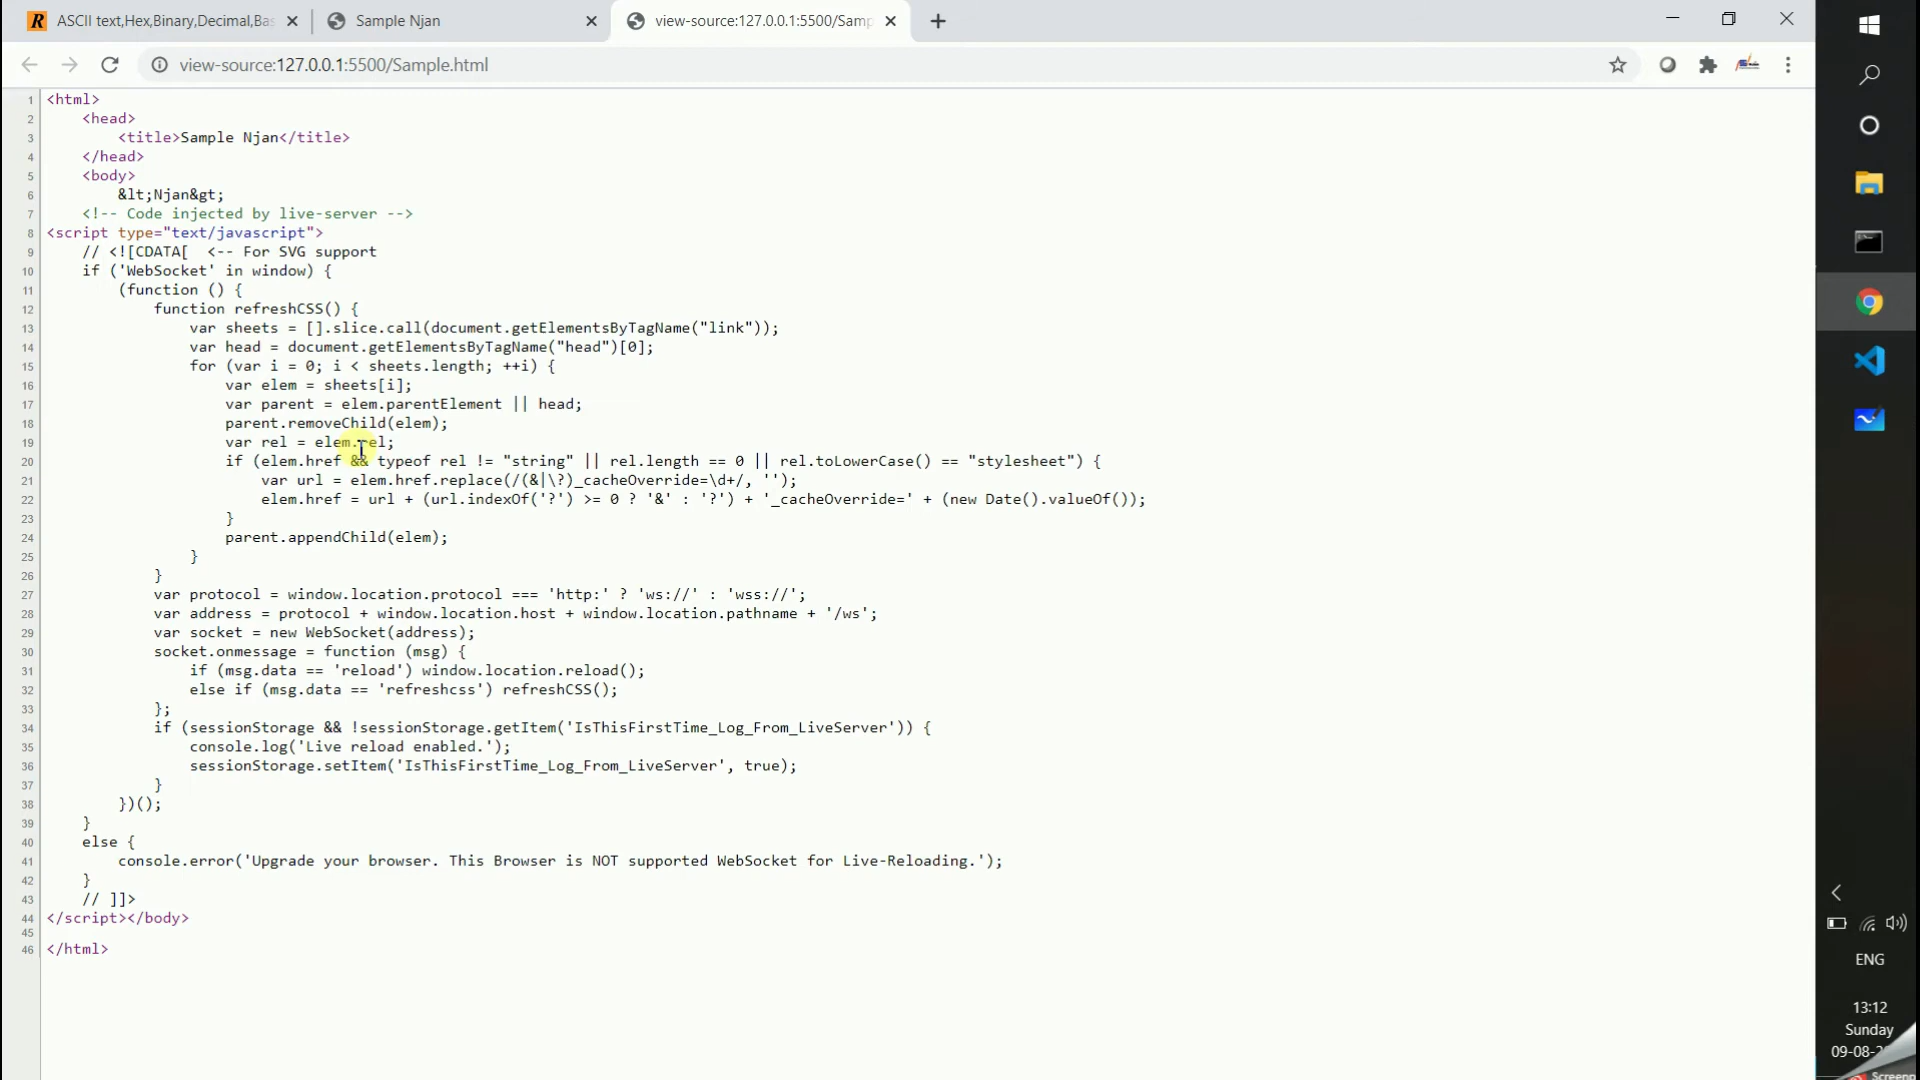 ASCII text,Hex,Binary,Decimal,Bas
Sample Njan
view-source:127.0.0.1:5500/Samp
view-source:127.0.0.1:5500/Sample.html
1 <html>
2 <head>
3 <title>Sample Njan</title>
4 </head>
5 <body>
6 &lt;Njan&gt;
7 <!-- Code injected by live-server -->
8 <script type="text/javascript">
9 // <![CDATA[ <-- For SVG support
10 if ('WebSocket' in window) {
11 (function () {
12 function refreshCSS() {
13 var sheets = [].slice.call(document.getElementsByTagName("link"));
14 var head = document.getElementsByTagName("head")[0];
15 for (var i = 0; i < sheets.length; ++i) {
16 var elem = sheets[i];
17 var parent = elem.parentElement || head;
18 parent.removeChild(elem);
19 var rel = elem.rel;
20 if (elem.href && typeof rel != "string" || rel.length == 0 || rel.toLowerCase() == "stylesheet") {
21 var url = elem.href.replace(/(&|\?)_cacheOverride=\d+/, '');
22 elem.href = url + (url.indexOf('?') >= 0 ? '&' : '?') + '_cacheOverride=' + (new Date().valueOf());
23 }
24 parent.appendChild(elem);
25 }
26 }
27 var protocol = window.location.protocol === 'http:' ? 'ws://' : 'wss://';
28 var address = protocol + window.location.host + window.location.pathname + '/ws';
29 var socket = new WebSocket(address);
30 socket.onmessage = function (msg) {
31 if (msg.data == 'reload') window.location.reload();
32 else if (msg.data == 'refreshcss') refreshCSS();
33 };
34 if (sessionStorage && !sessionStorage.getItem('IsThisFirstTime_Log_From_LiveServer')) {
35 console.log('Live reload enabled.');
36 sessionStorage.setItem('IsThisFirstTime_Log_From_LiveServer', true);
37 }
38 })();
39 }
40 else {
41 console.error('Upgrade your browser. This Browser is NOT supported WebSocket for Live-Reloading.');
42 }
43 // ]]>
44 </script></body>
45
46 </html>
ENG
13:12
Sunday
09-08-2